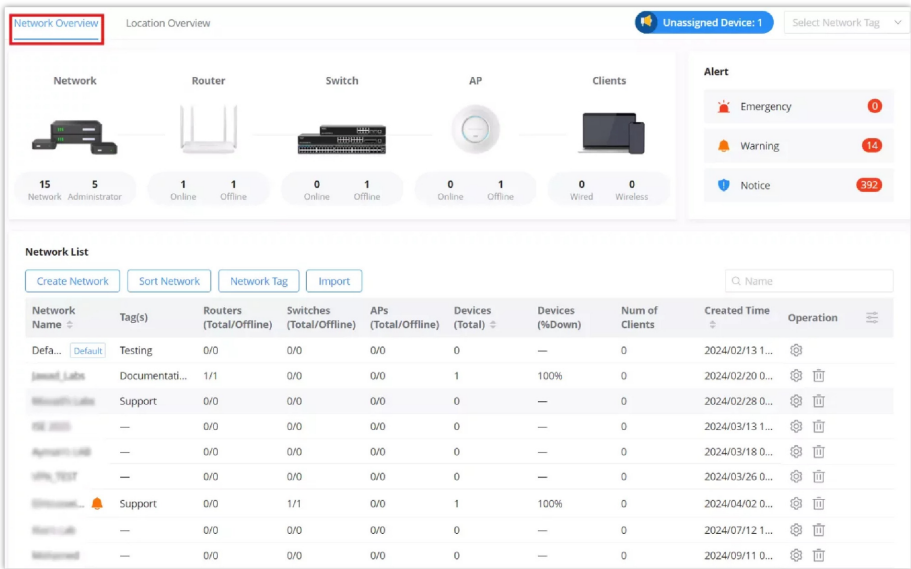 Network Overview
Location Overview
Unassigned Device: 1
Select Network Tag
Network
Router
Switch
AP
Clients
15 5
Network Administrator
1 1
Online Offline
0 1
Online Offline
0 1
Online Offline
0 0
Wired Wireless
Alert
Emergency 0
Warning 14
Notice 392
Network List
Create Network
Sort Network
Network Tag
Import
Name
Network Name
Tag(s)
Routers (Total/Offline)
Switches (Total/Offline)
APs (Total/Offline)
Devices (Total)
Devices (%Down)
Num of Clients
Created Time
Operation
Defa... Default Testing 0/0 0/0 0/0 0 — 0 2024/02/13 1...
Documentati... 1/1 0/0 0/0 1 100% 0 2024/02/20 0...
Support 0/0 0/0 0/0 0 — 0 2024/02/28 0...
— 0/0 0/0 0/0 0 — 0 2024/03/13 1...
— 0/0 0/0 0/0 0 — 0 2024/03/18 0...
— 0/0 0/0 0/0 0 — 0 2024/03/26 0...
Support 0/0 1/1 0/0 1 100% 0 2024/04/02 0...
— 0/0 0/0 0/0 0 — 0 2024/07/12 1...
— 0/0 0/0 0/0 0 — 0 2024/09/11 0...